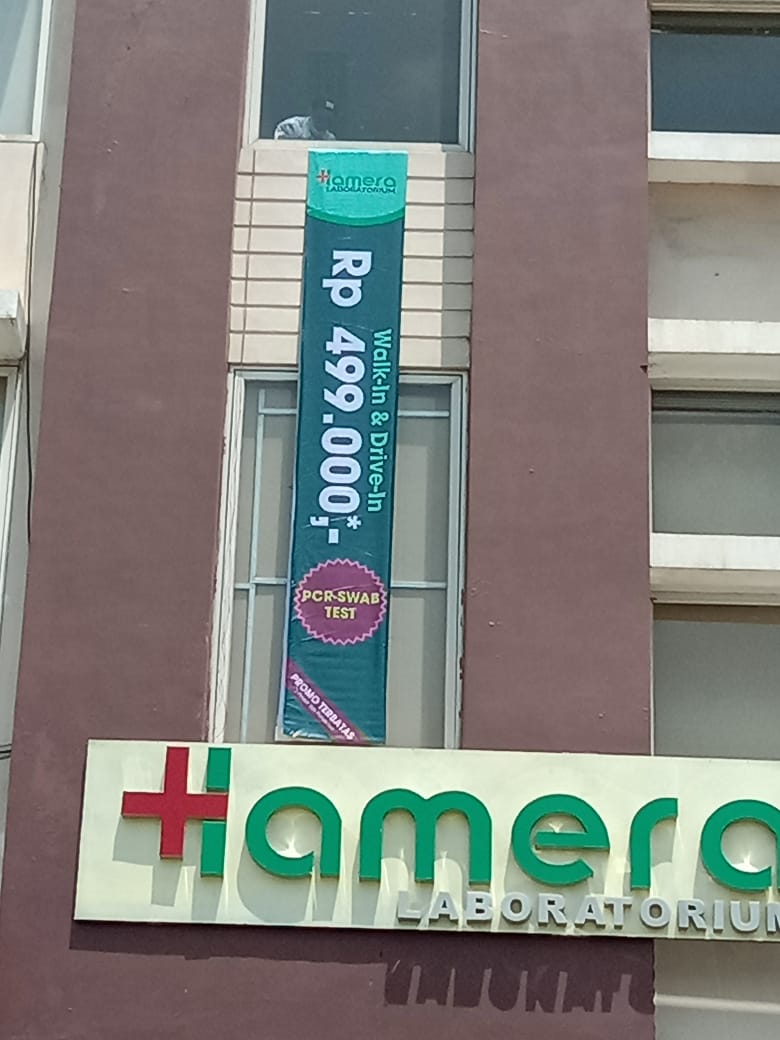 Hamera
LABORATORIUM
Walk-In & Drive-In
Rp 499.000,-*
PCR-SWAB
TEST
PROMO TERBATAS
Hamera
LABORATORIUM